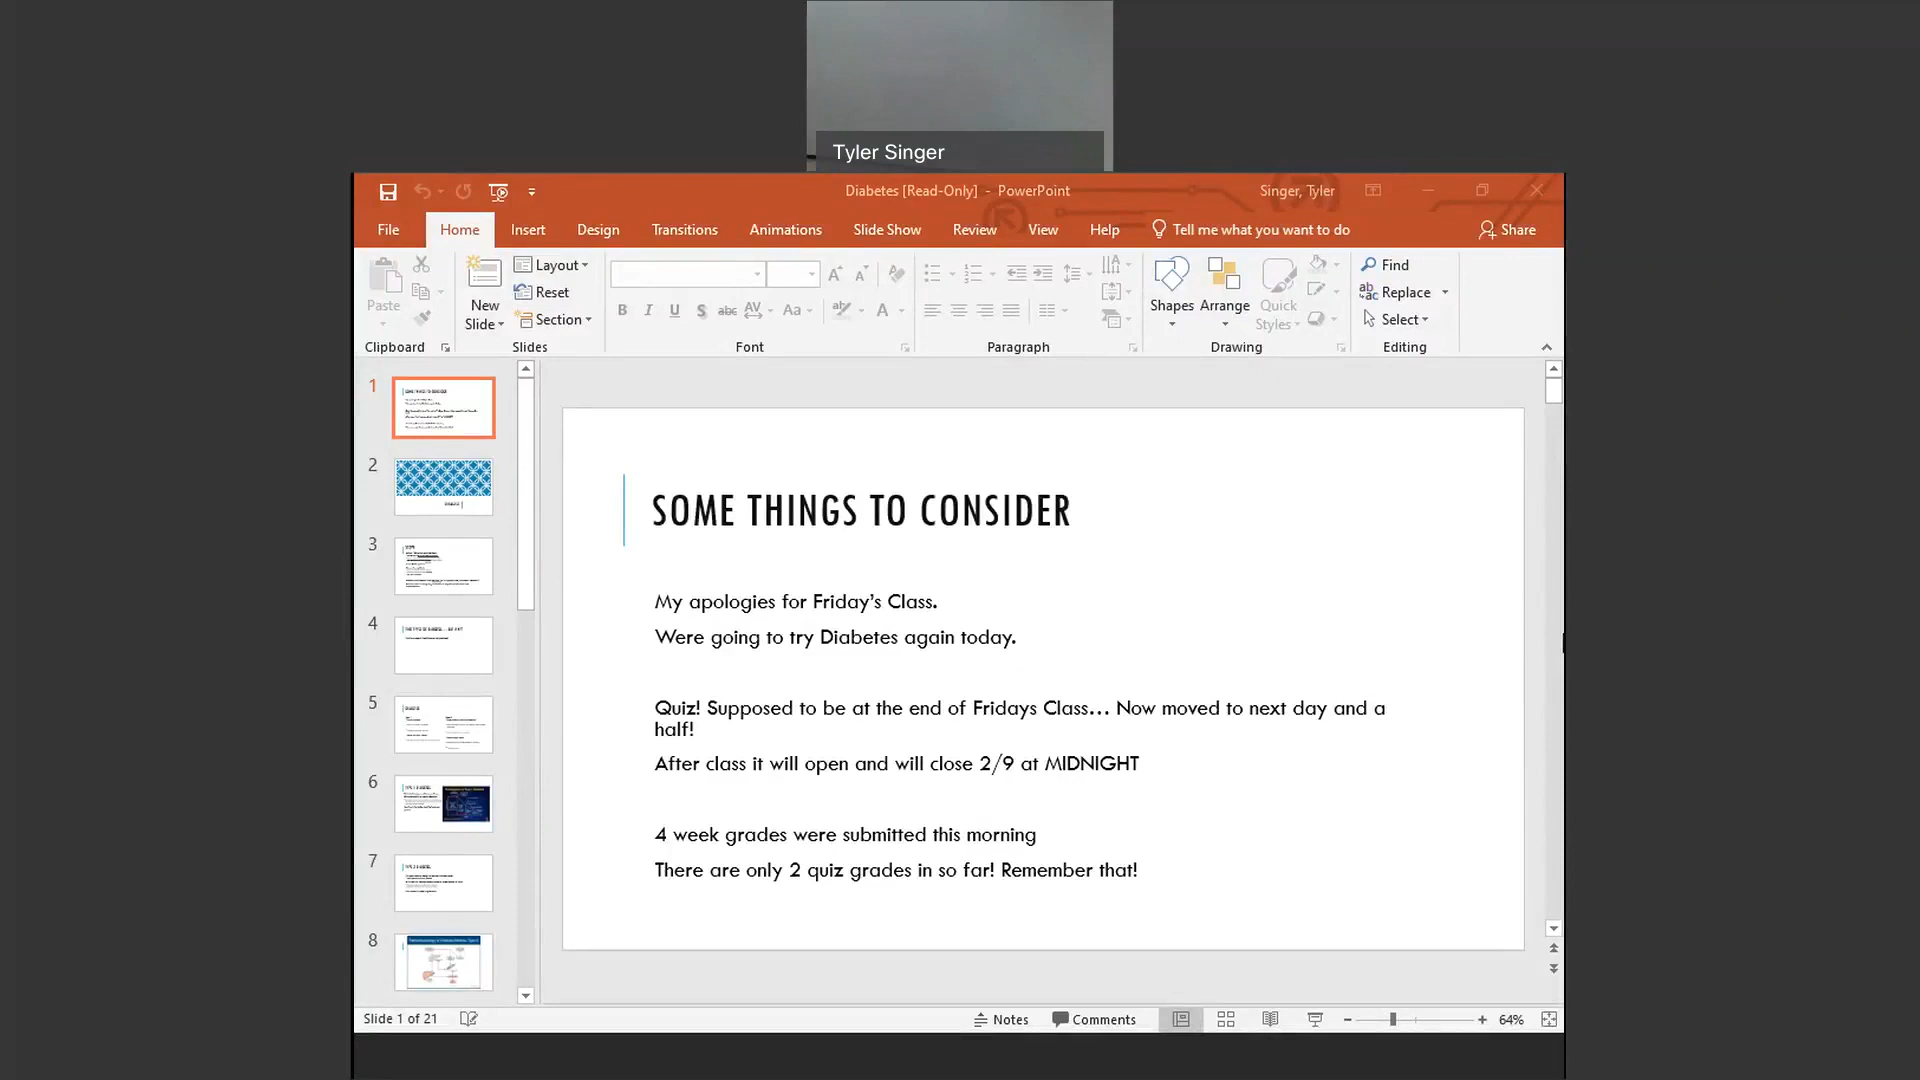 Tyler Singer
Diabetes [Read-Only] - PowerPoint
Singer, Tyler
File Home Insert Design Transitions Animations Slide Show Review View Help Tell me what you want to do Share
Paste
New Slide
Layout
Reset
Section
B I U S abc AV Aa A
Shapes Arrange Quick Styles
Find
Replace
Select
Clipboard Slides Font Paragraph Drawing Editing
1
2
3
4
5
6
7
8
SOME THINGS TO CONSIDER
My apologies for Friday's Class.
Were going to try Diabetes again today.
Quiz! Supposed to be at the end of Fridays Class... Now moved to next day and a
half!
After class it will open and will close 2/9 at MIDNIGHT
4 week grades were submitted this morning
There are only 2 quiz grades in so far! Remember that!
Slide 1 of 21
Notes Comments 64%